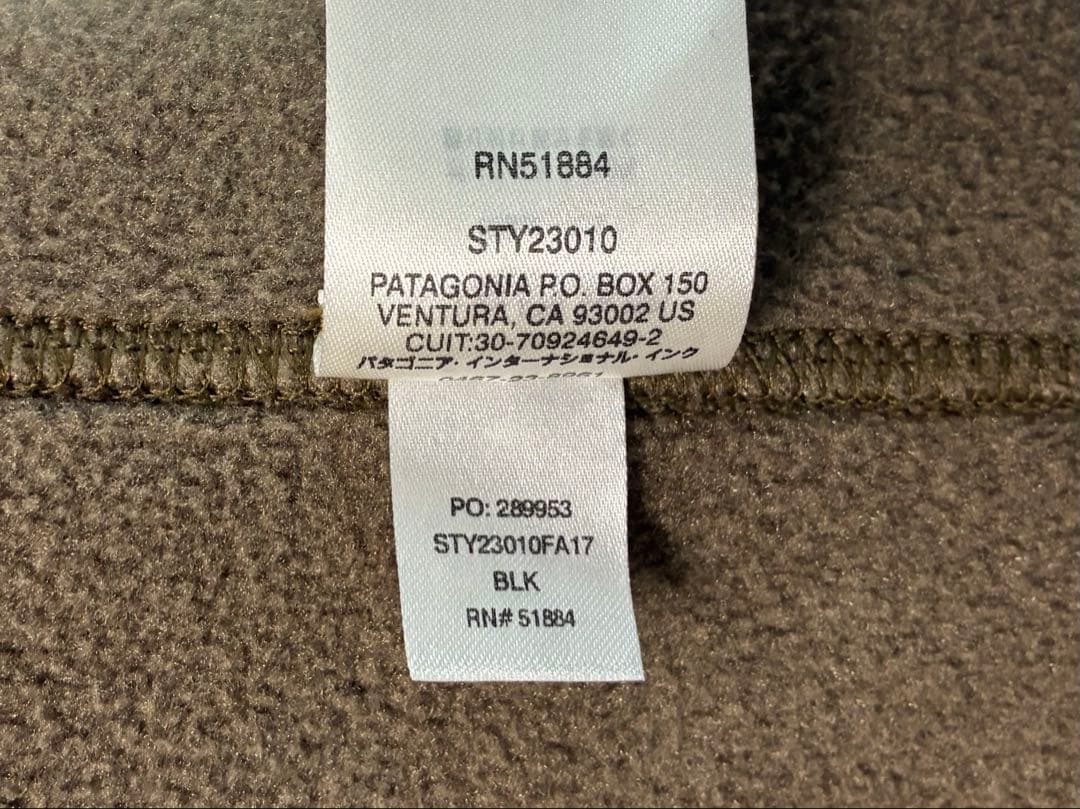 RN51884
STY23010
PATAGONIA P.O. BOX 150
VENTURA, CA 93002 US
CUIT:30-70924649-2
パタゴニア・インターナショナル・インク
PO: 289953
STY23010FA17
BLK
RN# 51884